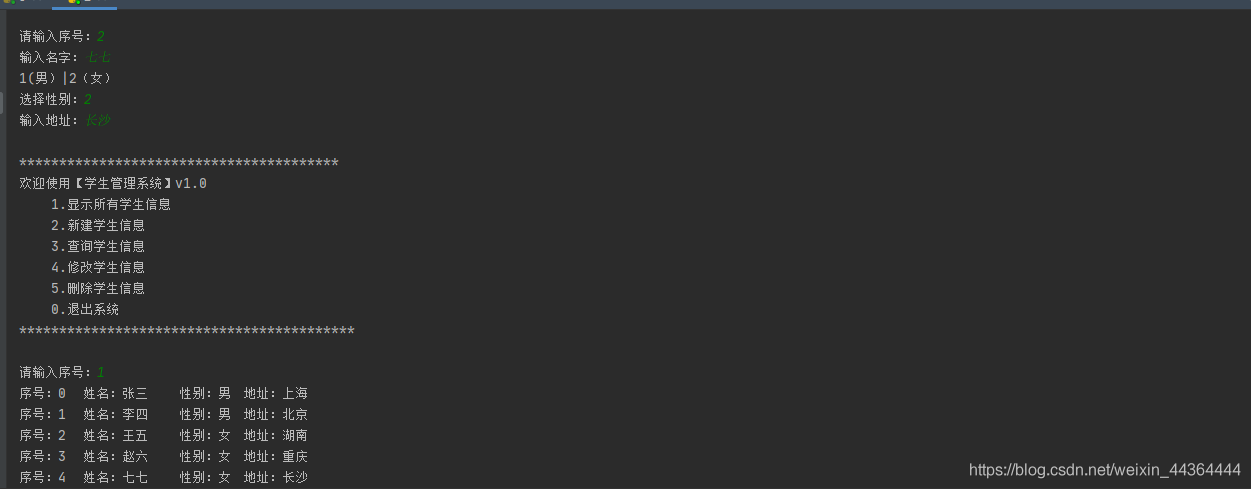 请输入序号：2
输入名字：七七
1(男）|2（女）
选择性别：2
输入地址：长沙
****************************************
欢迎使用【学生管理系统】v1.0
1.显示所有学生信息
2.新建学生信息
3.查询学生信息
4.修改学生信息
5.删除学生信息
0.退出系统
******************************************
请输入序号：1
序号：0 姓名：张三 性别：男 地址：上海
序号：1 姓名：李四 性别：男 地址：北京
序号：2 姓名：王五 性别：女 地址：湖南
序号：3 姓名：赵六 性别：女 地址：重庆
序号：4 姓名：七七 性别：女 地址：长沙
https://blog.csdn.net/weixin_44364444